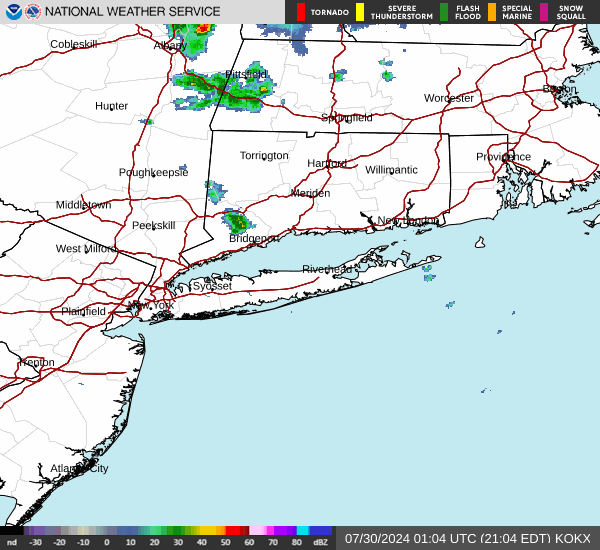 NATIONAL WEATHER SERVICE
TORNADO
SEVERE THUNDERSTORM
FLASH FLOOD
SPECIAL MARINE
SNOW SQUALL
Cobleskill
Albany
Pittsfield
Boston
Hunter
Worcester
Springfield
Torrington
Hartford
Providence
Poughkeepsie
Willimantic
Meriden
Middletown
Peekskill
New London
Bridgeport
West Milford
Riverhead
Syosset
New York
Plainfield
Trenton
Atlantic City
nd -30 -20 -10 0 10 20 30 40 50 60 70 80 dBZ
07/30/2024 01:04 UTC (21:04 EDT) KOKX